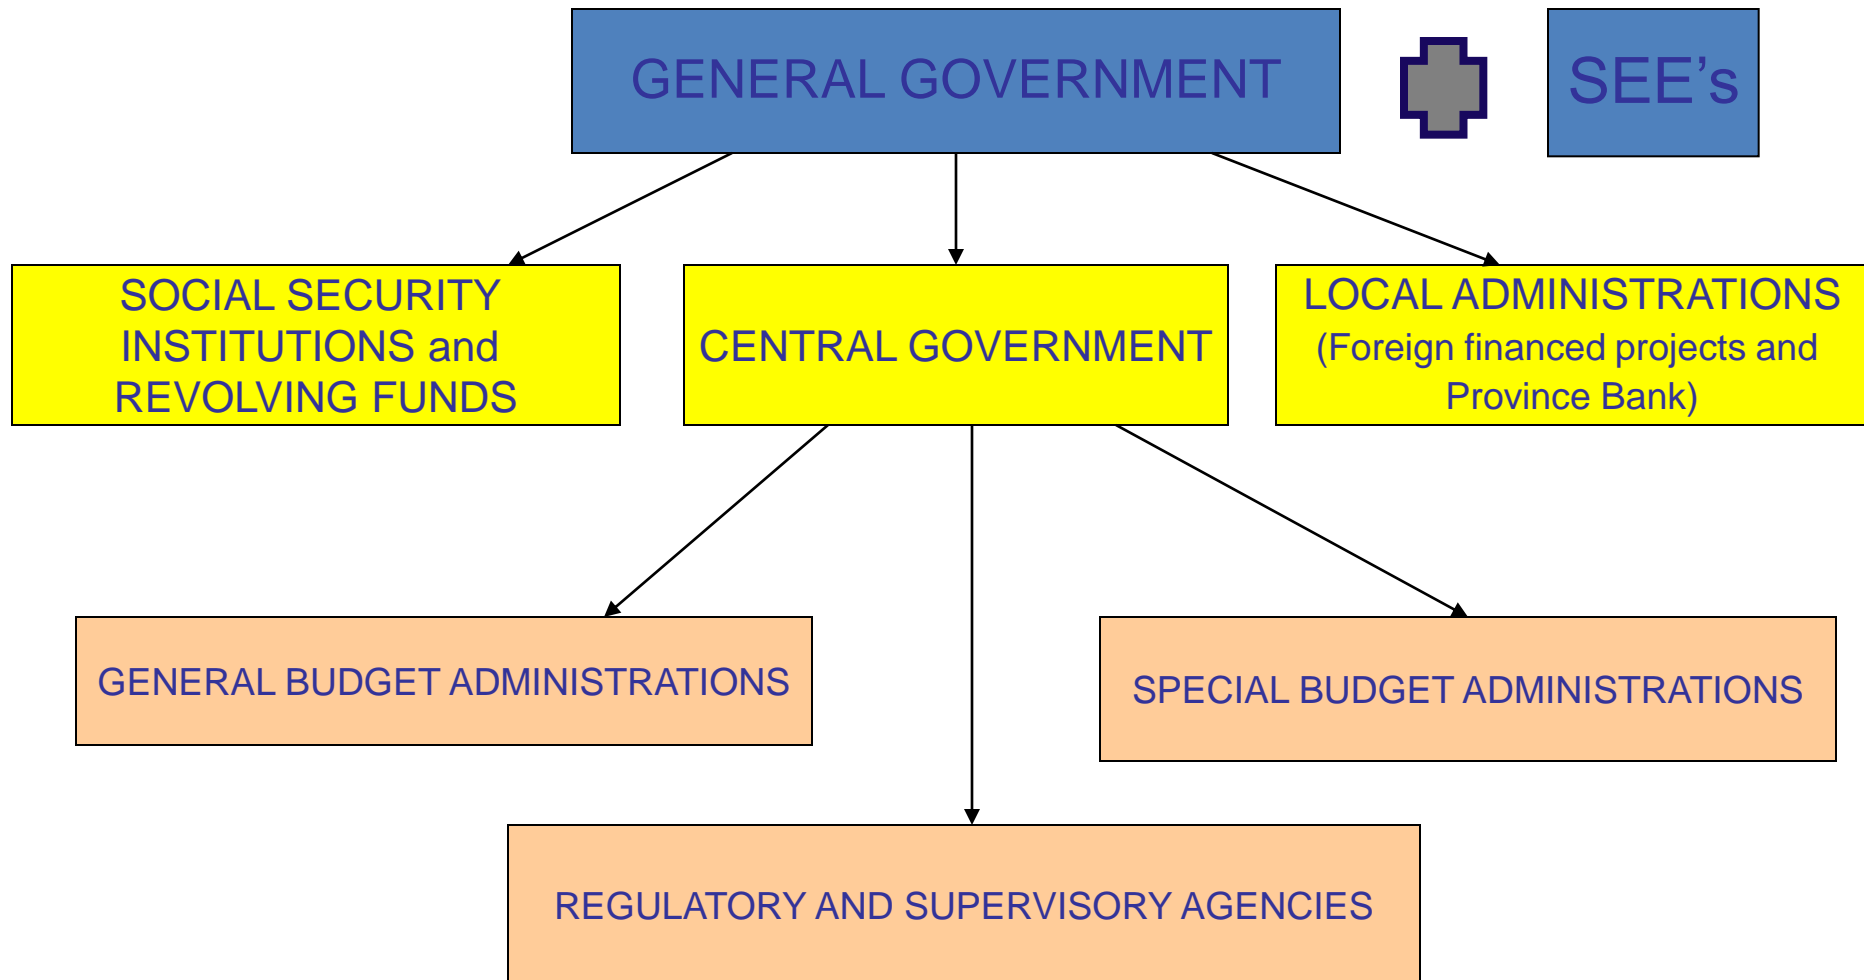 GENERAL GOVERNMENT
SEE’s
SOCIAL SECURITY
INSTITUTIONS and
REVOLVING FUNDS
CENTRAL GOVERNMENT
LOCAL ADMINISTRATIONS
(Foreign financed projects and
Province Bank)
GENERAL BUDGET ADMINISTRATIONS
SPECIAL BUDGET ADMINISTRATIONS
REGULATORY AND SUPERVISORY AGENCIES